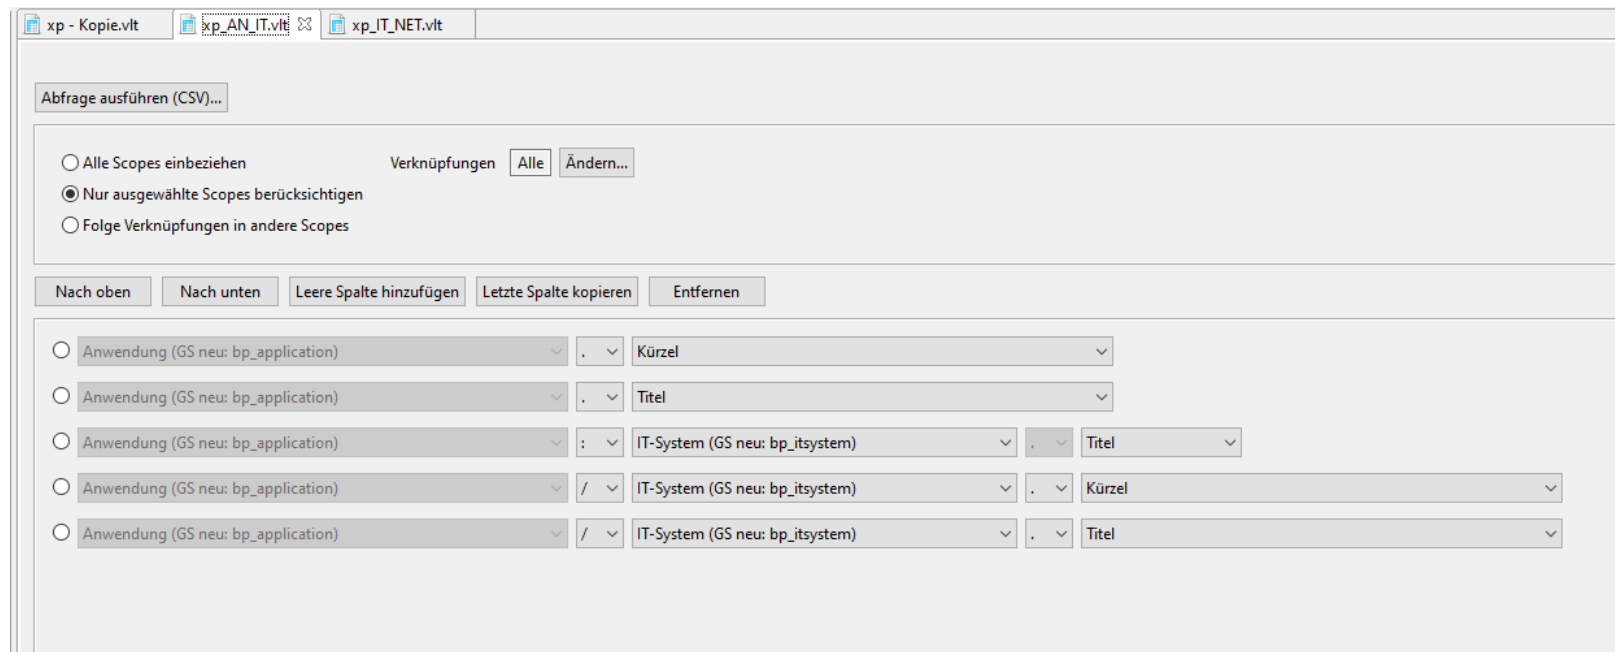 xp - Kopie.vlt xp_AN_IT.vlt xp_IT_NET.vlt
Abfrage ausführen (CSV)...
Alle Scopes einbeziehen Verknüpfungen Alle Ändern...
Nur ausgewählte Scopes berücksichtigen
Folge Verknüpfungen in andere Scopes
Nach oben Nach unten Leere Spalte hinzufügen Letzte Spalte kopieren Entfernen
Anwendung (GS neu: bp_application) . Kürzel
Anwendung (GS neu: bp_application) . Titel
Anwendung (GS neu: bp_application) : IT-System (GS neu: bp_itsystem) . Titel
Anwendung (GS neu: bp_application) / IT-System (GS neu: bp_itsystem) . Kürzel
Anwendung (GS neu: bp_application) / IT-System (GS neu: bp_itsystem) . Titel